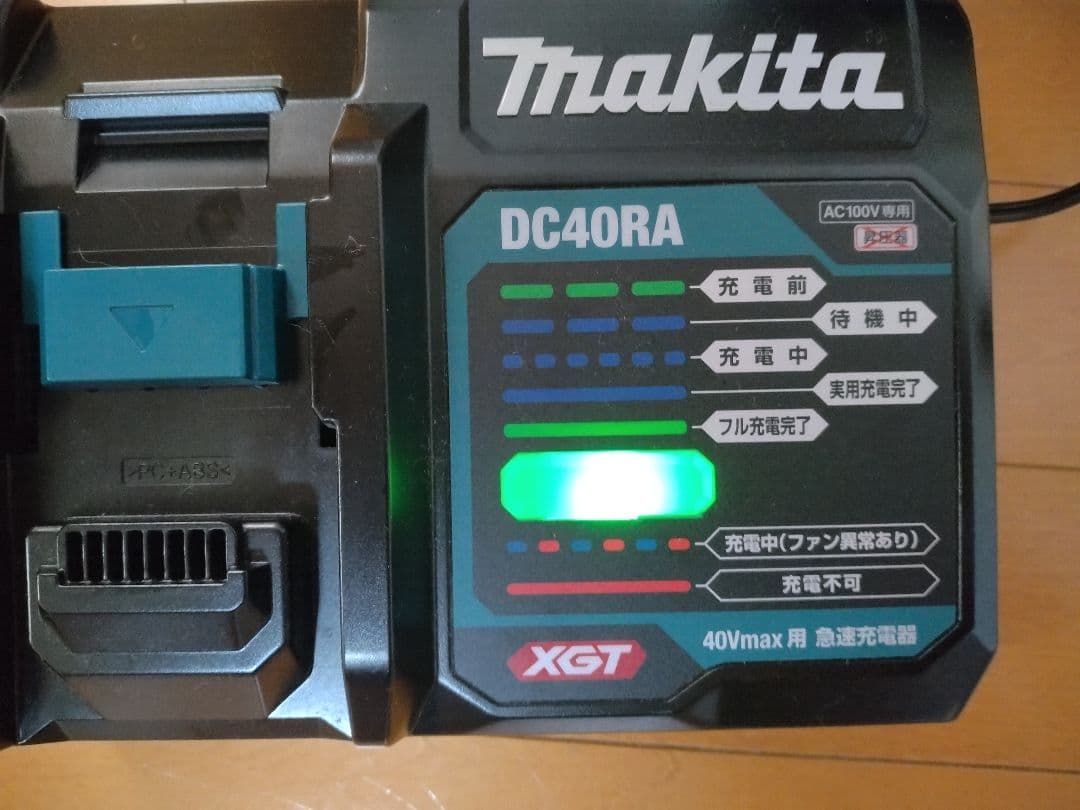 makita
DC40RA
AC100V専用
昇圧器
充電前
待機中
充電中
実用充電完了
フル充電完了
>PC+ABS<
充電中(ファン異常あり)
充電不可
XGT
40Vmax用 急速充電器